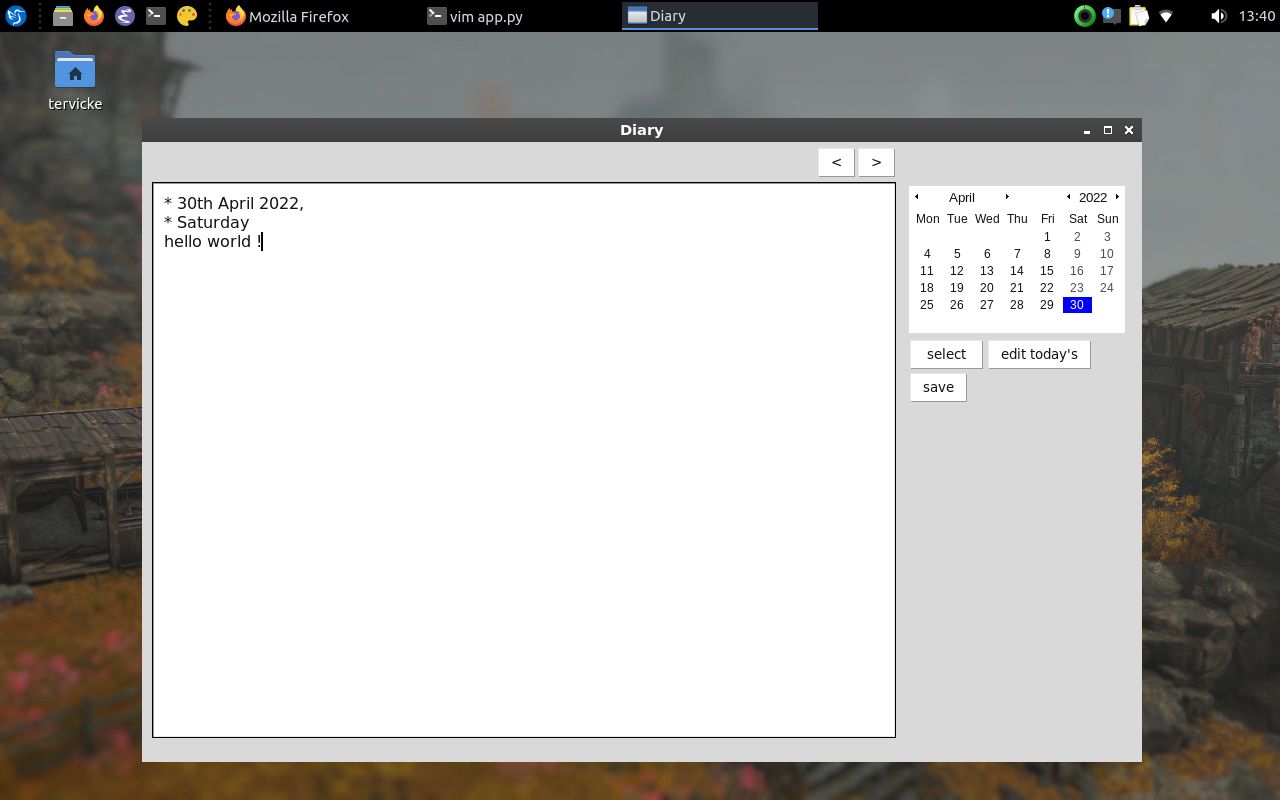 Mozilla Firefox
vim app.py
Diary
13:40
tervicke
Diary
< >
* 30th April 2022,
* Saturday
hello world !
April 2022
Mon Tue Wed Thu Fri Sat Sun
1 2 3
4 5 6 7 8 9 10
11 12 13 14 15 16 17
18 19 20 21 22 23 24
25 26 27 28 29 30
select edit today's
save